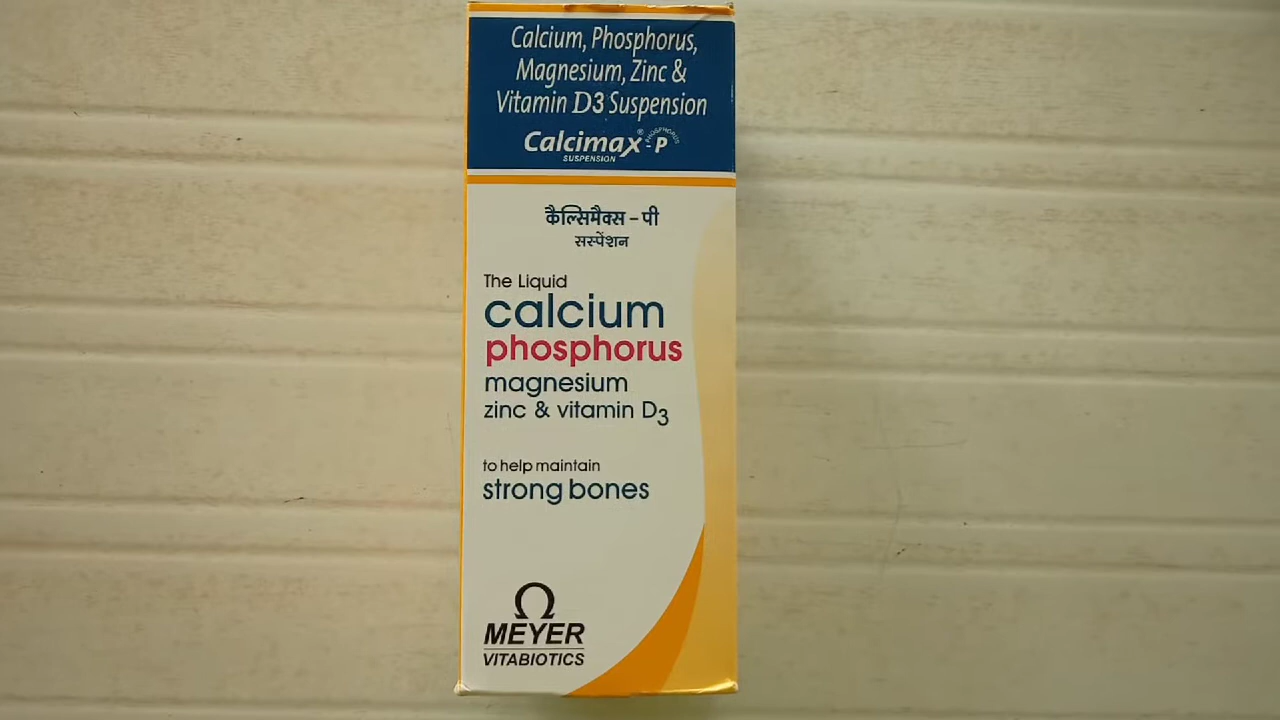 Calcium, Phosphorus,
Magnesium, Zinc &
Vitamin D3 Suspension
Calcimax®-P
PHOSPHORUS
SUSPENSION
कैल्सिमैक्स - पी
सस्पेंशन
The Liquid
calcium
phosphorus
magnesium
zinc & vitamin D3
to help maintain
strong bones
MEYER
VITABIOTICS